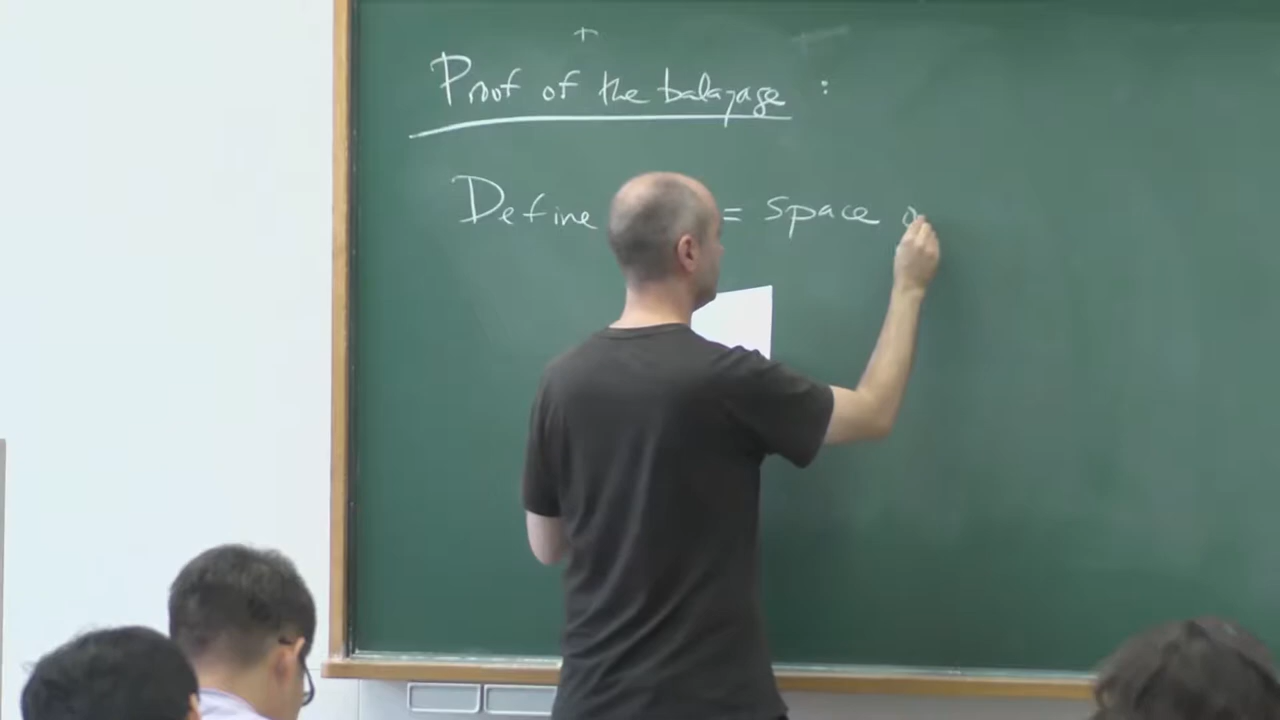 Proof of the balayage :
Define = space o